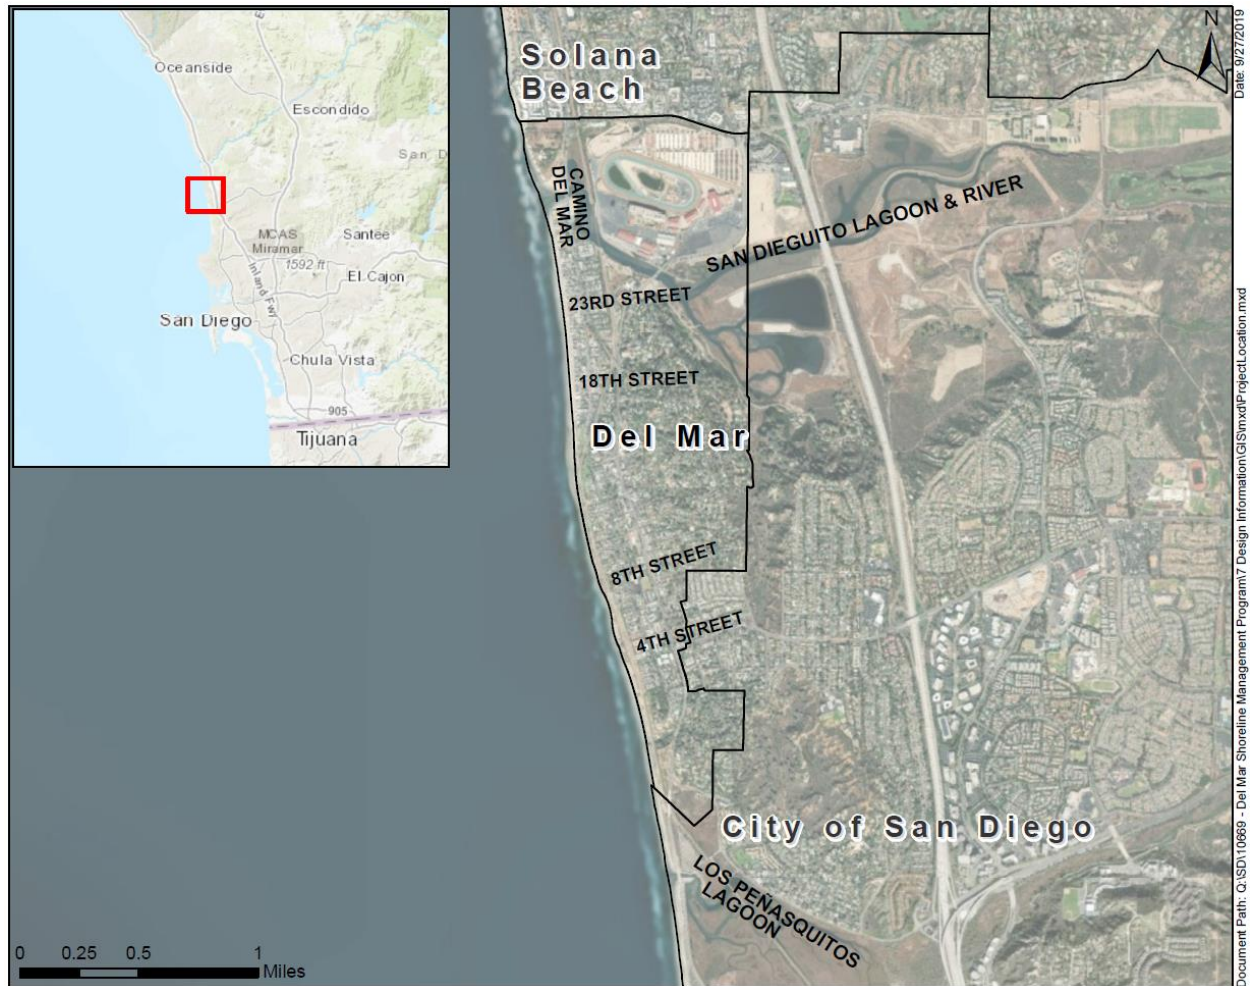 Oceanside
Escondido
San D
E
MCAS
Miramar
1592 ft
Santee
El Cajon
Inland Fwy
San Diego
Chula Vista
905
Tijuana
Solana
Beach
N
CAMINO
DEL MAR
SAN DIEGUITO LAGOON & RIVER
23RD STREET
18TH STREET
Del Mar
8TH STREET
4TH STREET
City of San Diego
LOS PEÑASQUITOS
LAGOON
0 0.25 0.5 1
Miles
Date: 9/27/2019
Document Path: Q:\SD\10669 - Del Mar Shoreline Management Program\7 Design Information\GIS\mxd\ProjectLocation.mxd